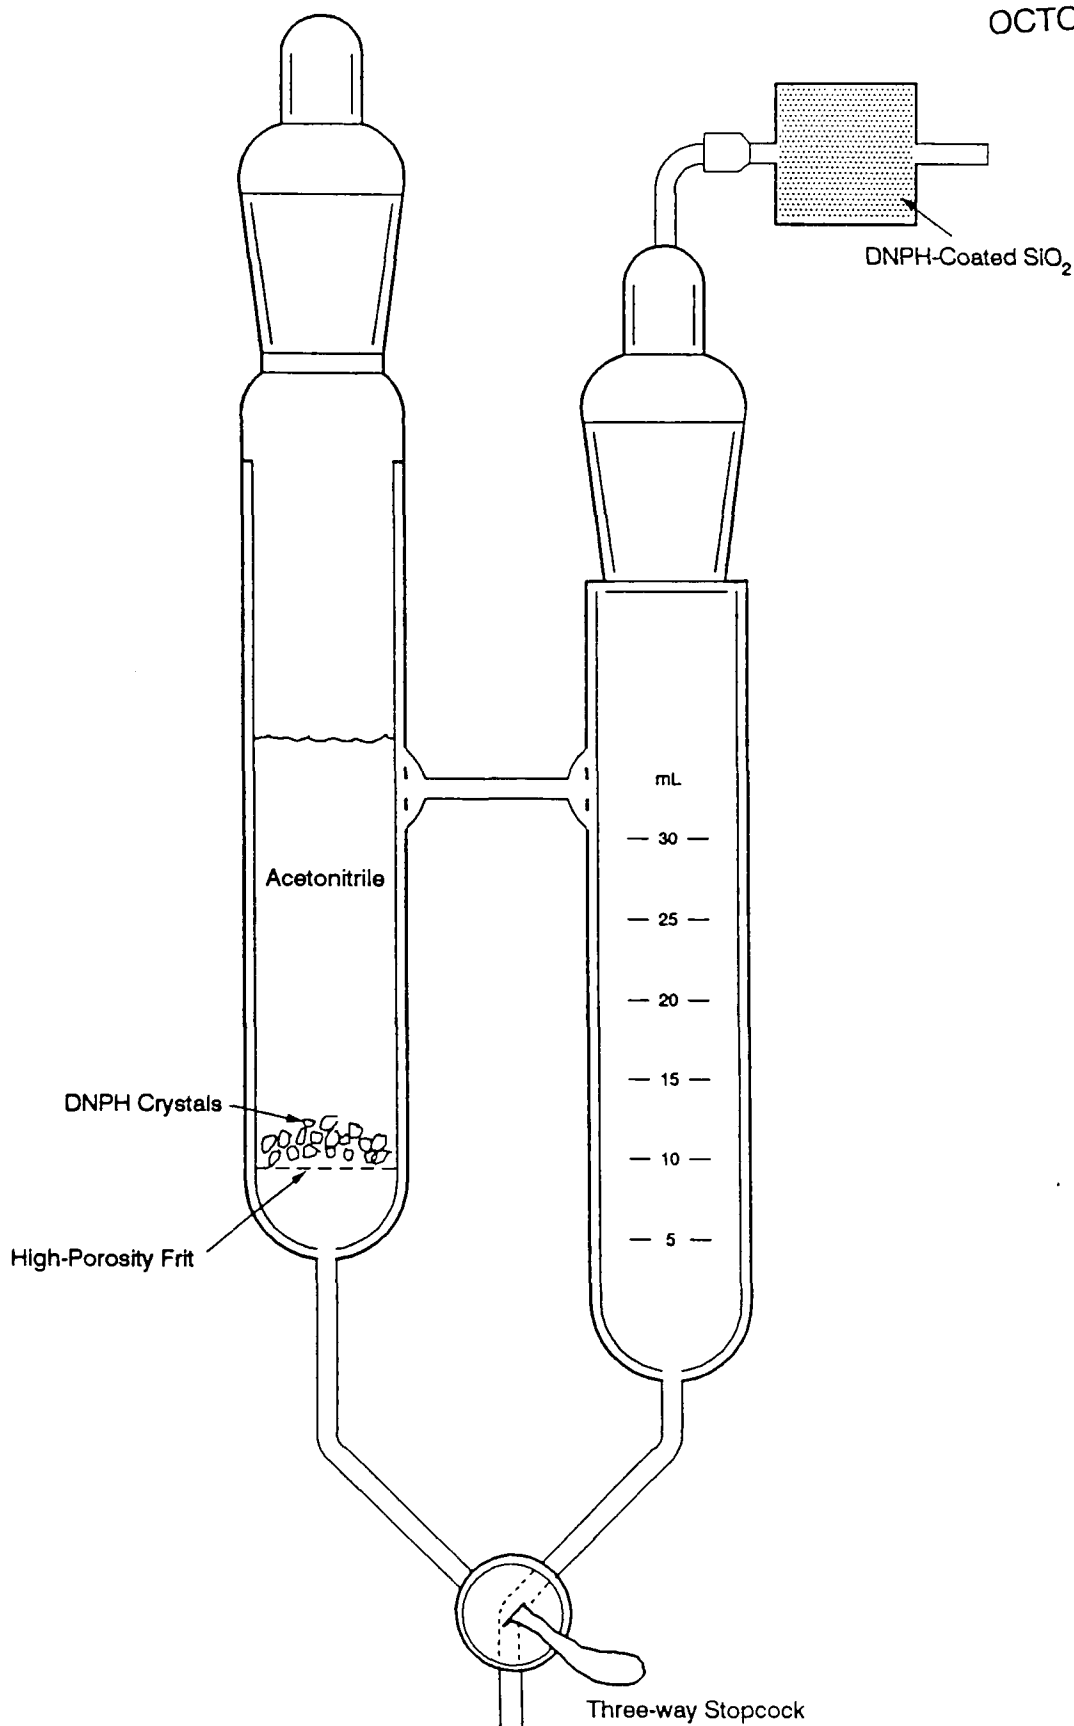 OCTO
DNPH-Coated SiO2
mL
30
25
Acetonitrile
20
15
DNPH Crystals
10
High-Porosity Frit
5
Three-way Stopcock